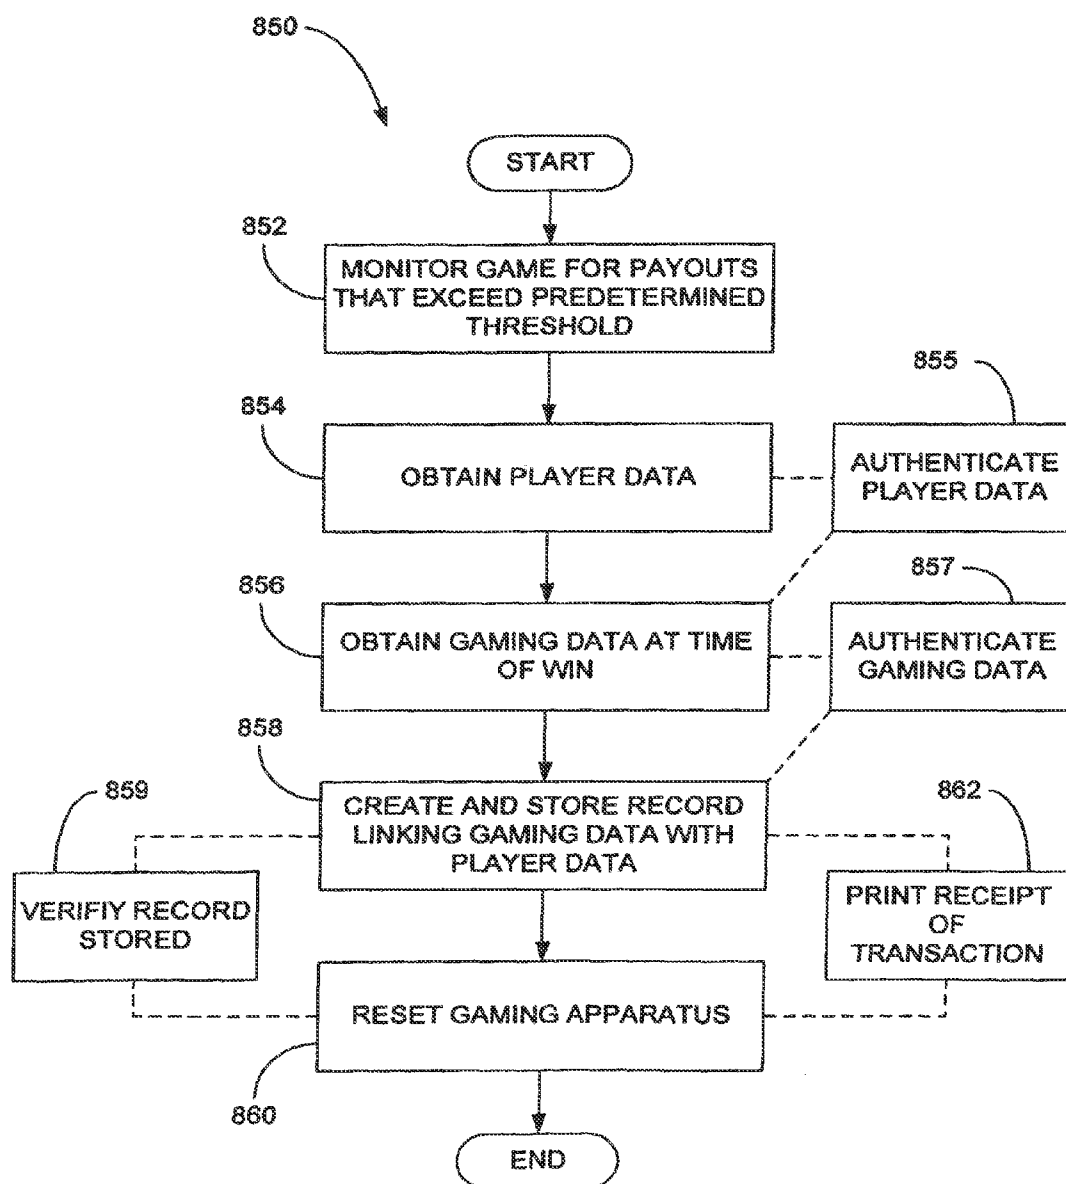 850
START
852
MONITOR GAME FOR PAYOUTS
THAT EXCEED PREDETERMINED
THRESHOLD
854
OBTAIN PLAYER DATA
855
AUTHENTICATE
PLAYER DATA
856
OBTAIN GAMING DATA AT TIME
OF WIN
857
AUTHENTICATE
GAMING DATA
858
CREATE AND STORE RECORD
LINKING GAMING DATA WITH
PLAYER DATA
859
VERIFIY RECORD
STORED
862
PRINT RECEIPT
OF
TRANSACTION
RESET GAMING APPARATUS
860
END